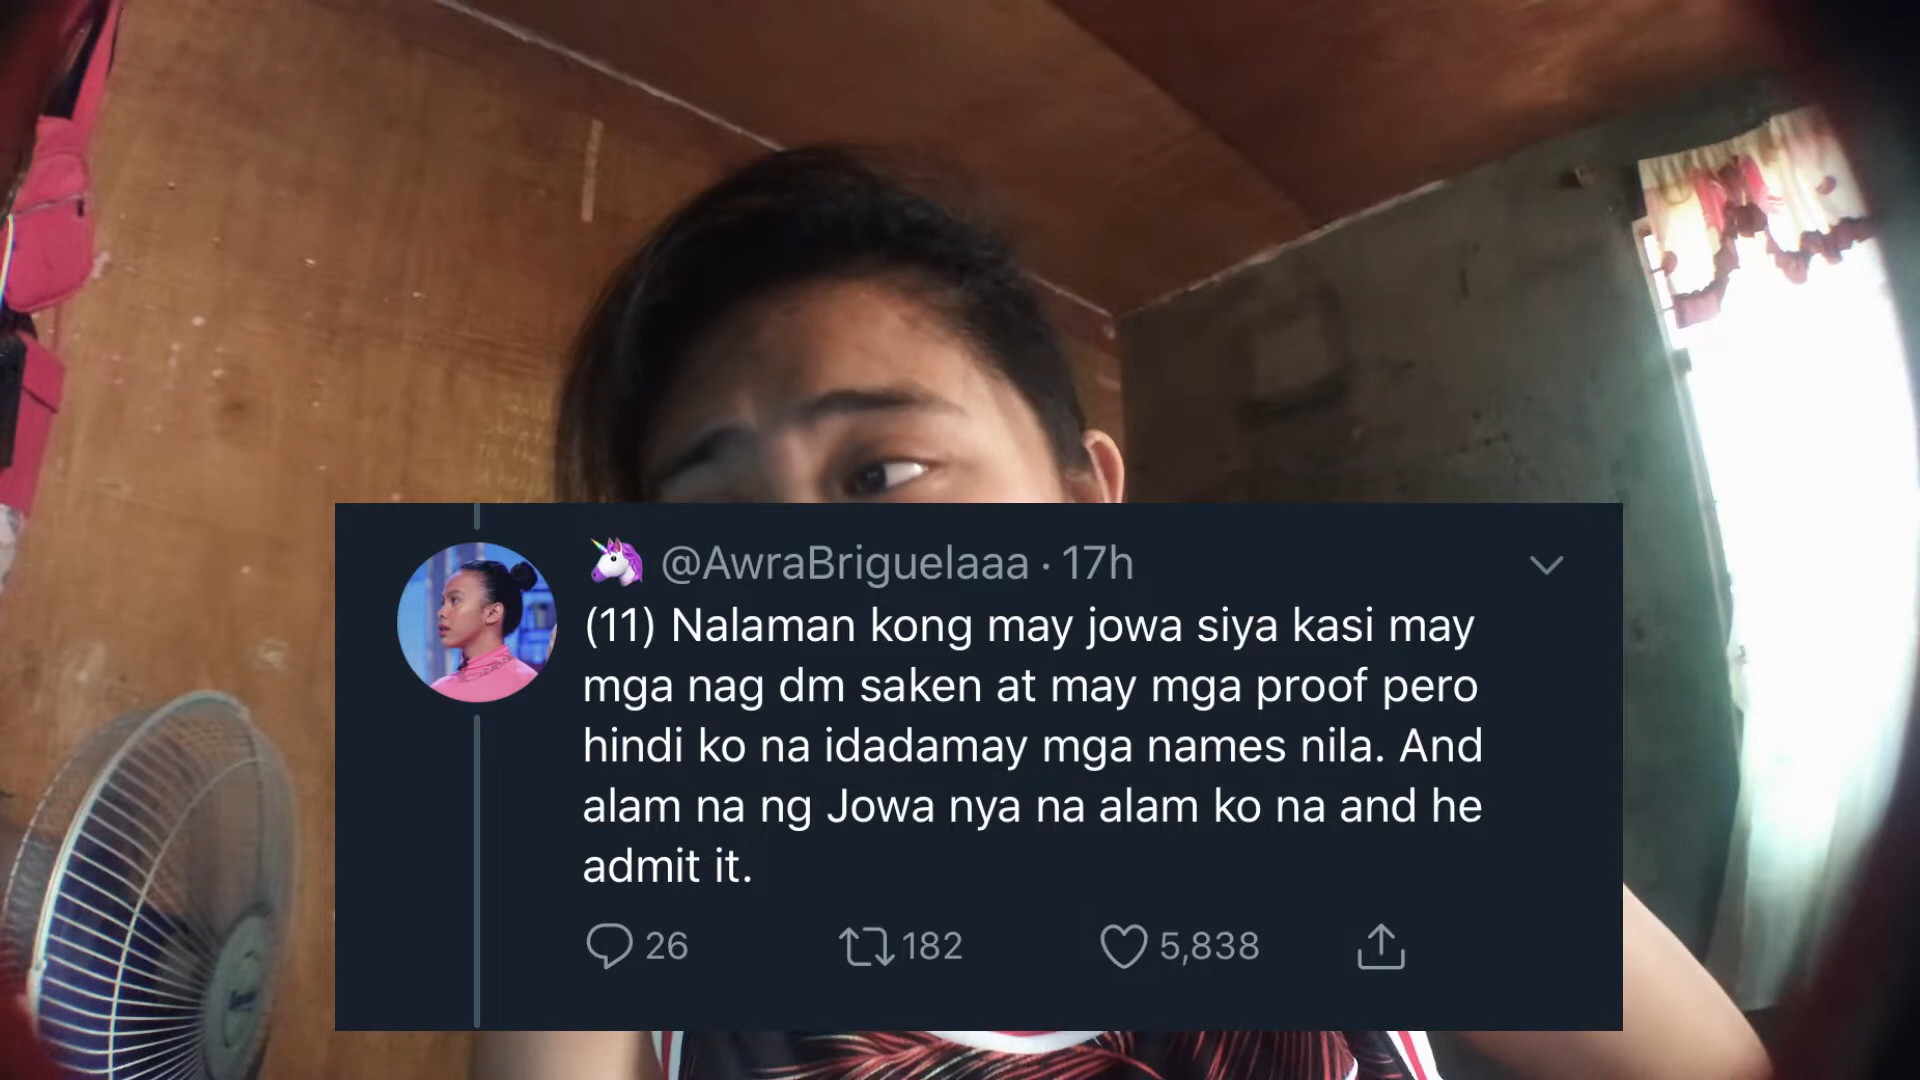 🦄 @AwraBriguelaaa · 17h
(11) Nalaman kong may jowa siya kasi may
mga nag dm saken at may mga proof pero
hindi ko na idadamay mga names nila. And
alam na ng Jowa nya na alam ko na and he
admit it.
26 182 5,838